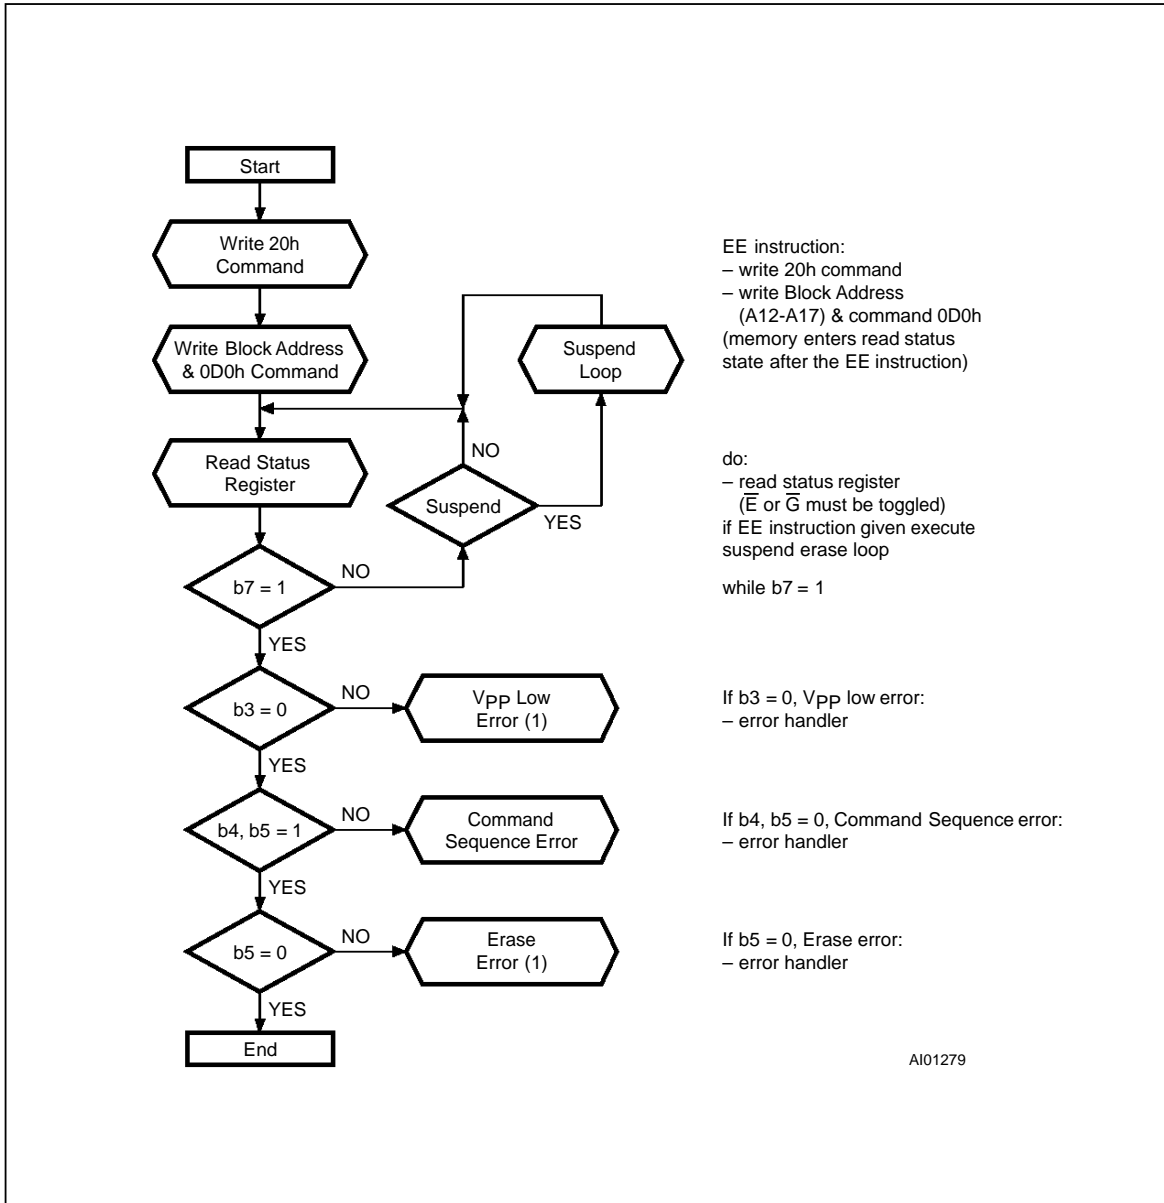 Start
Write 20h
Command
Write Block Address
& 0D0h Command
Read Status
Register
b7 = 1
NO
YES
Suspend
NO
YES
Suspend
Loop
b3 = 0
NO
YES
VPP Low
Error (1)
b4, b5 = 1
NO
YES
Command
Sequence Error
b5 = 0
NO
YES
Erase
Error (1)
End
EE instruction:
– write 20h command
– write Block Address
(A12-A17) & command 0D0h
(memory enters read status
state after the EE instruction)
do:
– read status register
(E̅ or G̅ must be toggled)
if EE instruction given execute
suspend erase loop
while b7 = 1
If b3 = 0, VPP low error:
– error handler
If b4, b5 = 0, Command Sequence error:
– error handler
If b5 = 0, Erase error:
– error handler
AI01279